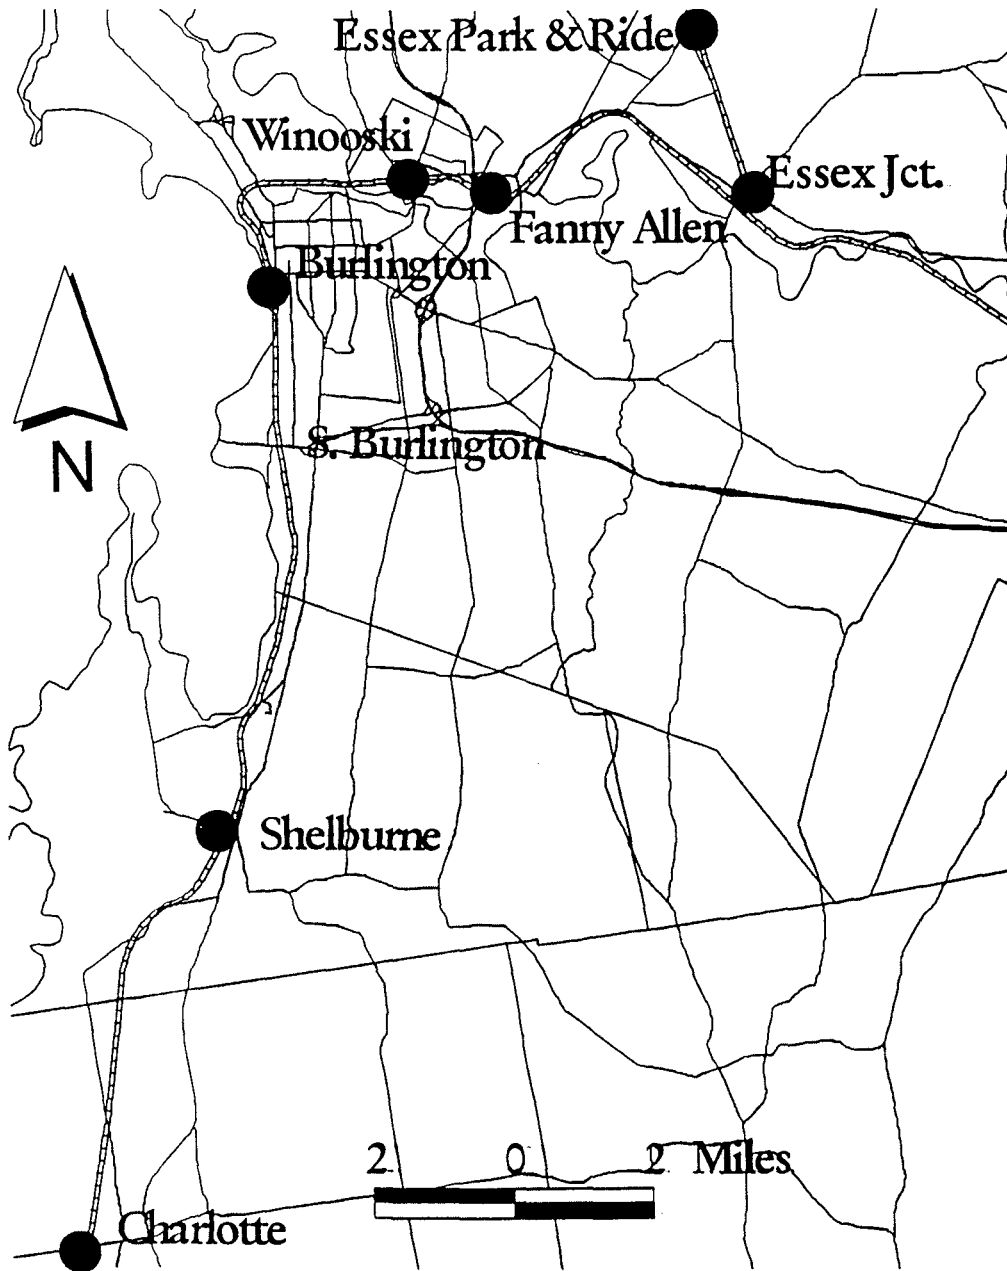 Essex Park & Ride
Winooski
Essex Jct.
Fanny Allen
Burlington
N
S. Burlington
Shelburne
2 0 2 Miles
Charlotte